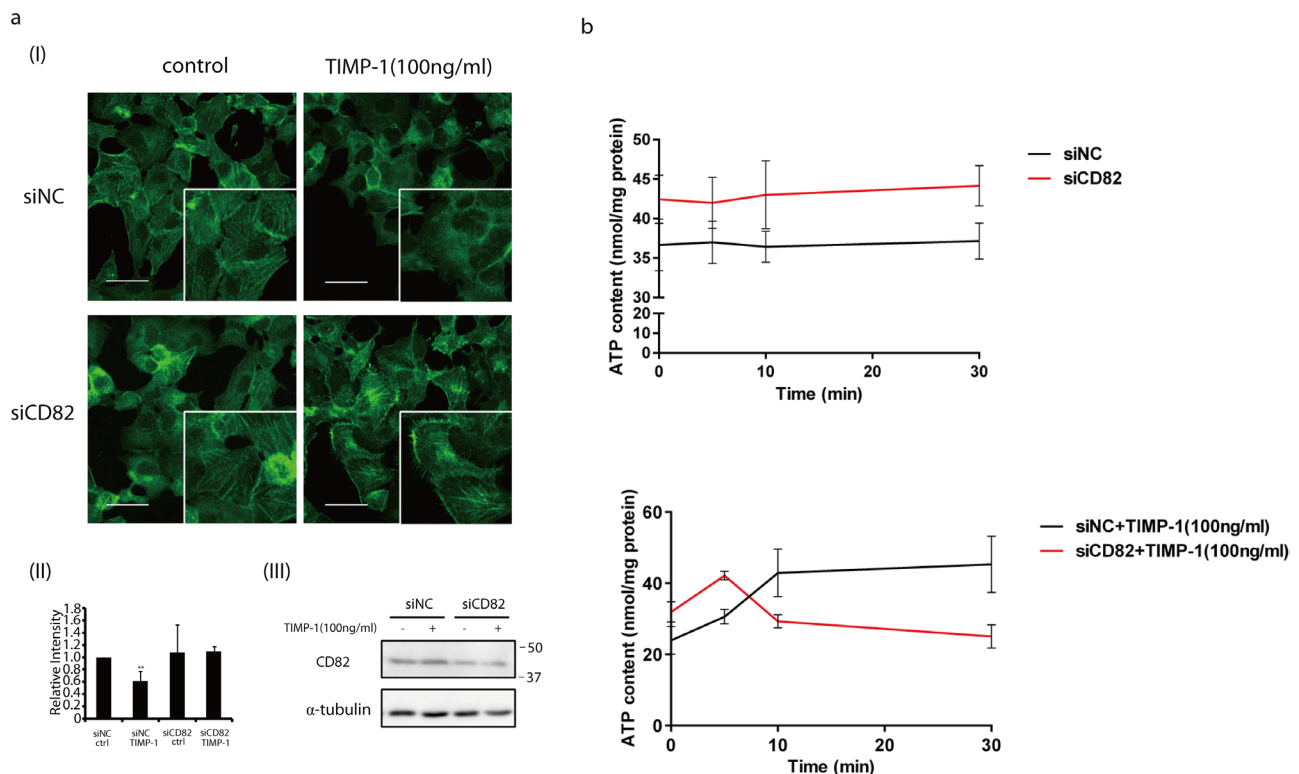 a
(I)
control
TIMP-1(100ng/ml)
siNC
siCD82
(II)
Relative Intensity
1.8
1.6
1.4
1.2
1.0
0.8
0.6
0.4
0.2
0
**
siNC ctrl
siNC TIMP-1
siCD82 ctrl
siCD82 TIMP-1
(III)
siNC
siCD82
TIMP-1(100ng/ml)
- + - +
CD82
-50
-37
α-tubulin
b
ATP content (nmol/mg protein)
50
45
40
35
30
20
10
0
0 10 20 30
Time (min)
siNC
siCD82
ATP content (nmol/mg protein)
60
40
20
0
0 10 20 30
Time (min)
siNC+TIMP-1(100ng/ml)
siCD82+TIMP-1(100ng/ml)